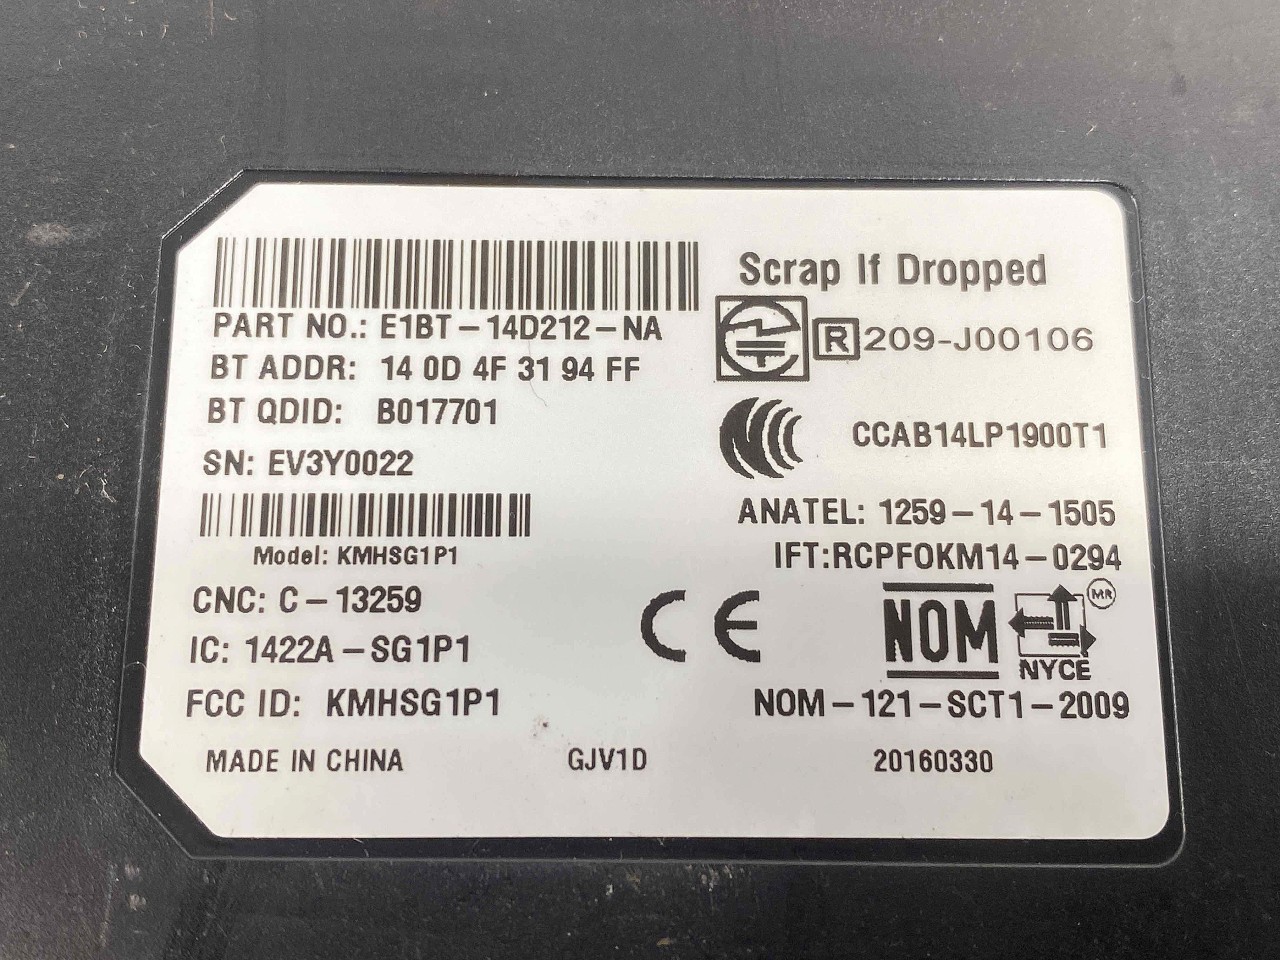 PART NO.: E1BT-14D212-NA
BT ADDR: 14 0D 4F 31 94 FF
BT QDID: B017701
SN: EV3Y0022
Model: KMHSG1P1
CNC: C-13259
IC: 1422A-SG1P1
FCC ID: KMHSG1P1
MADE IN CHINA
GJV1D
Scrap If Dropped
R 209-J00106
CCAB14LP1900T1
ANATEL: 1259-14-1505
IFT:RCPFOKM14-0294
CE
NOM
MR
NYCE
NOM-121-SCT1-2009
20160330